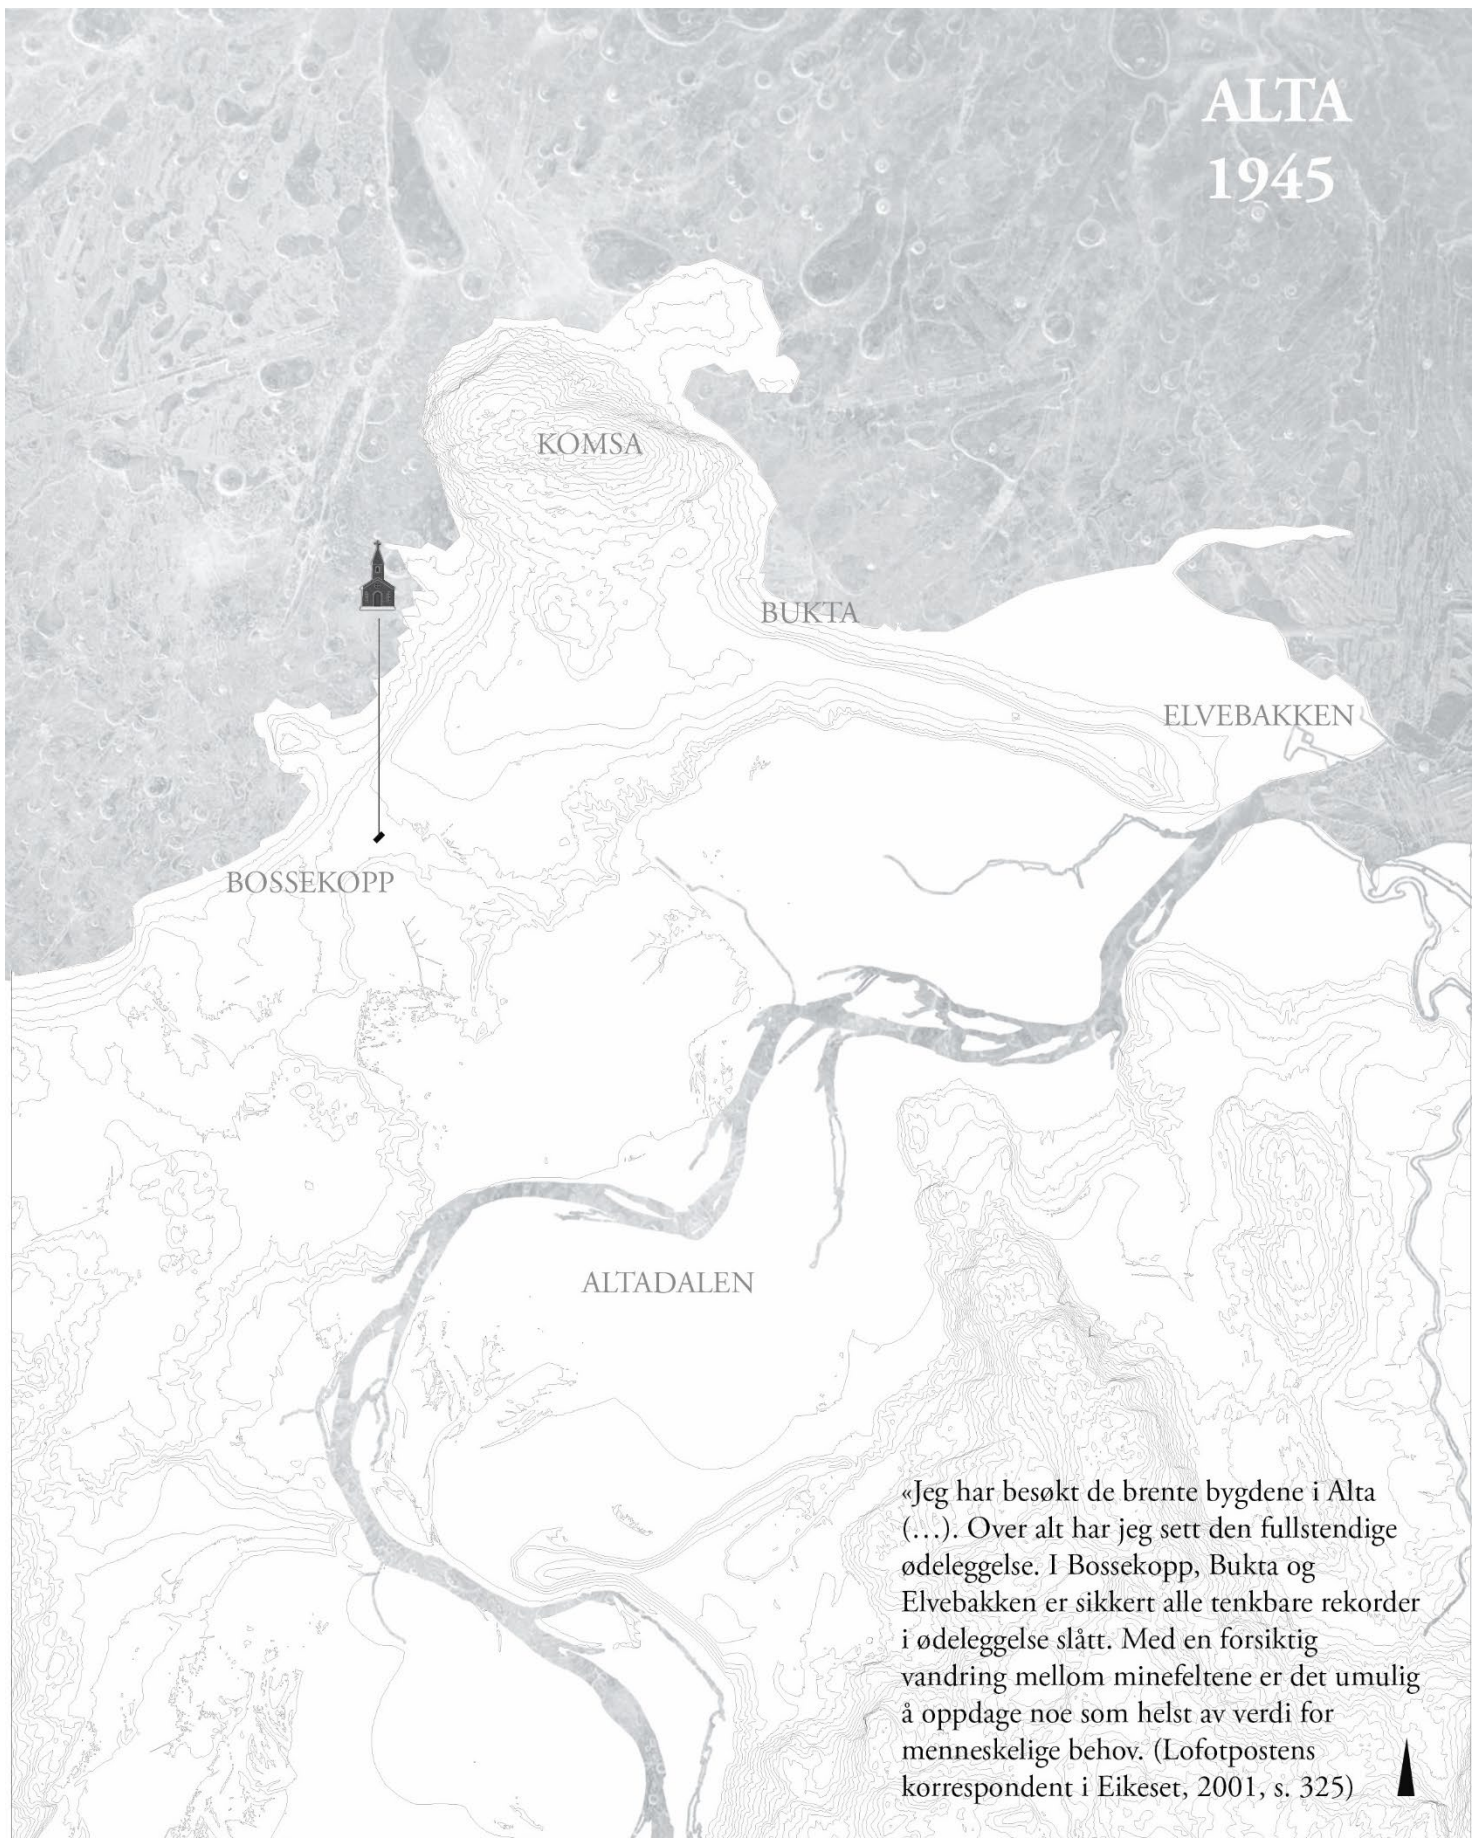 ALTA
1945
KOMSA
BUKTA
ELVEBAKKEN
BOSSEKOPP
ALTADALEN
«Jeg har besøkt de brente bygdene i Alta
(…). Over alt har jeg sett den fullstendige
ødeleggelse. I Bossekopp, Bukta og
Elvebakken er sikkert alle tenkbare rekorder
i ødeleggelse slått. Med en forsiktig
vandring mellom minefeltene er det umulig
å oppdage noe som helst av verdi for
menneskelige behov. (Lofotpostens
korrespondent i Eikeset, 2001, s. 325)